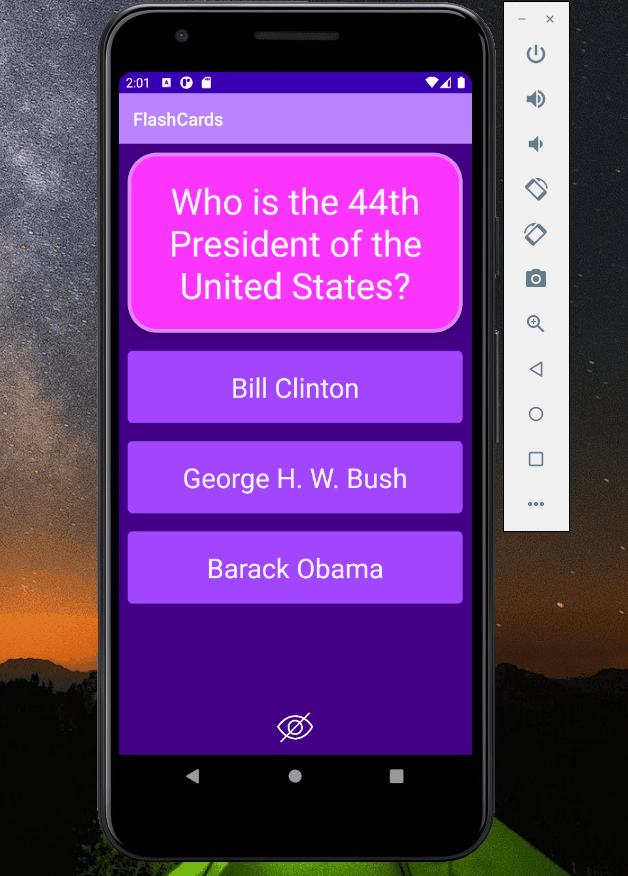 2:01
FlashCards
Who is the 44th
President of the
United States?
Bill Clinton
George H. W. Bush
Barack Obama